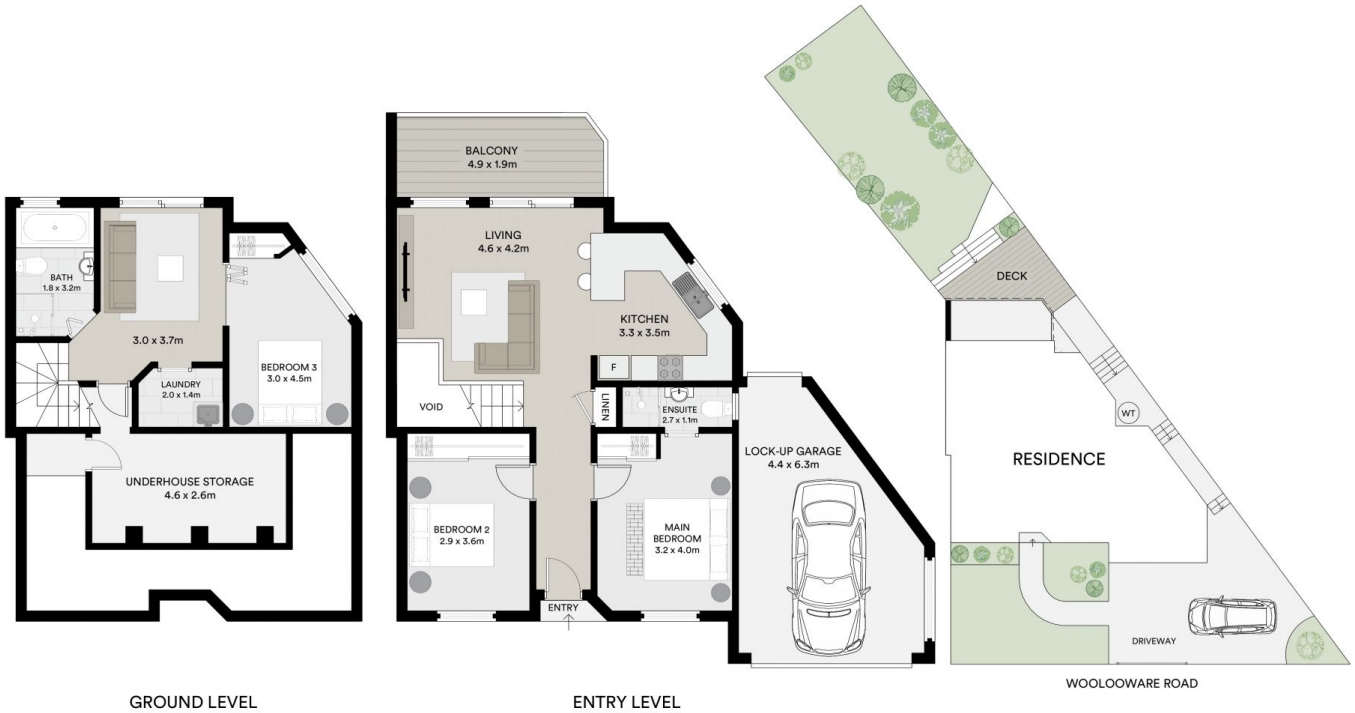 BATH
1.8 x 3.2m
3.0 x 3.7m
LAUNDRY
2.0 x 1.4m
BEDROOM 3
3.0 x 4.5m
UNDERHOUSE STORAGE
4.6 x 2.6m
GROUND LEVEL
BALCONY
4.9 x 1.9m
LIVING
4.6 x 4.2m
KITCHEN
3.3 x 3.5m
F
VOID
LINEN
ENSUITE
2.7 x 1.1m
BEDROOM 2
2.9 x 3.6m
MAIN
BEDROOM
3.2 x 4.0m
LOCK-UP GARAGE
4.4 x 6.3m
ENTRY
ENTRY LEVEL
DECK
WT
RESIDENCE
DRIVEWAY
WOOLOOWARE ROAD